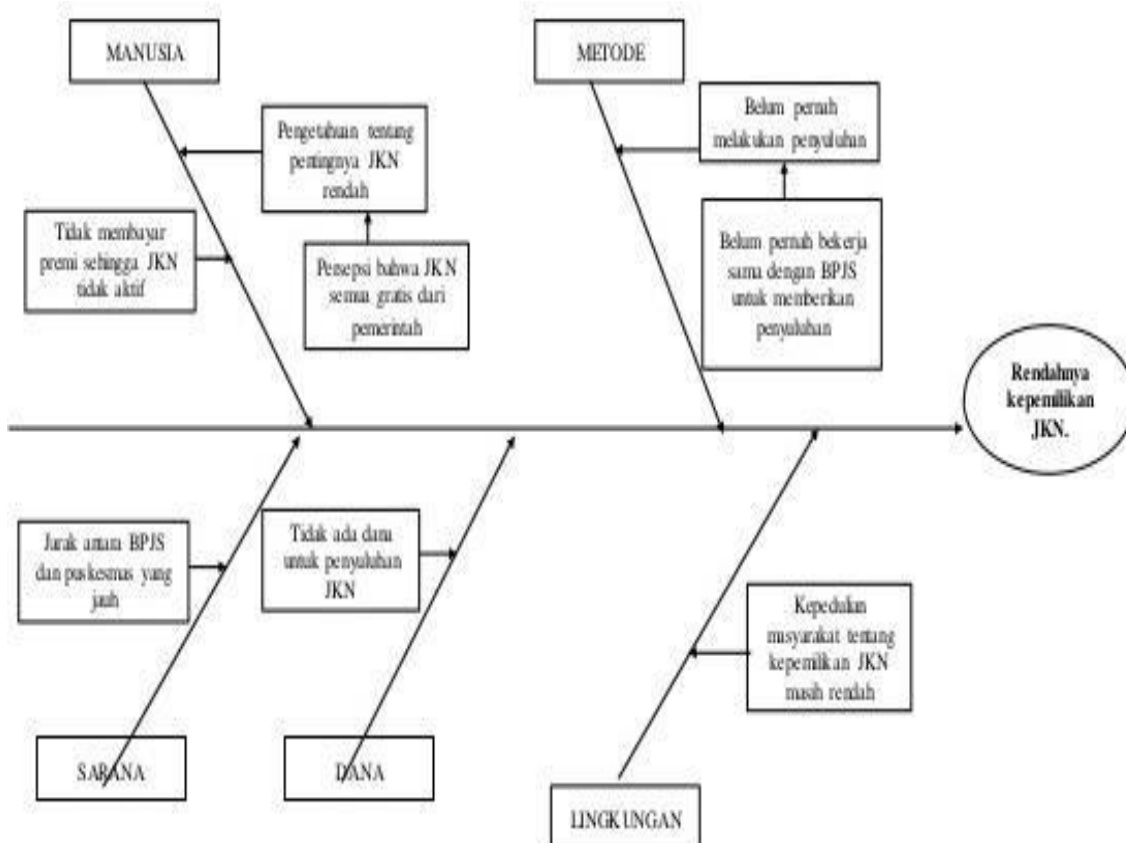 MANUSIA
METODE
Pengetahuan tentang
pentingnya JKN
rendah
Belum pernah
melakukan penyuluhan
Tidak membayar
premi sehingga JKN
tidak aktif
Persepsi bahwa JKN
semua gratis dari
pemerintah
Belum pernah bekerja
sama dengan BPJS
untuk memberikan
penyuluhan
Rendahnya
kepemilikan
JKN.
Jarak antara BPJS
dan puskesmas yang
jauh
Tidak ada dana
untuk penyuluhan
JKN
Kepedulian
masyarakat tentang
kepemilikan JKN
masih rendah
SARANA
DANA
LINGKUNGAN